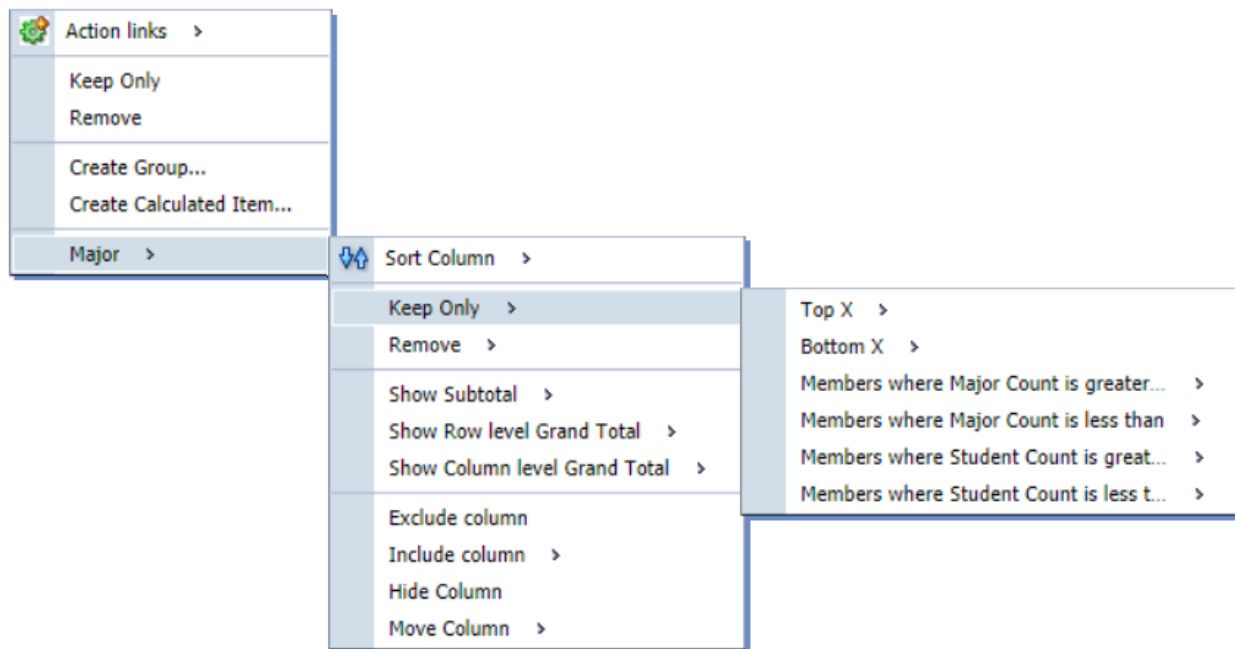 Action links >
Keep Only
Remove
Create Group...
Create Calculated Item...
Major >
Sort Column >
Keep Only >
Remove >
Show Subtotal >
Show Row level Grand Total >
Show Column level Grand Total >
Exclude column
Include column >
Hide Column
Move Column >
Top X >
Bottom X >
Members where Major Count is greater... >
Members where Major Count is less than >
Members where Student Count is great... >
Members where Student Count is less t... >